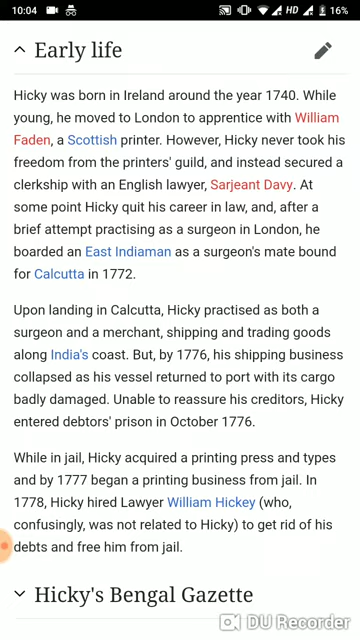 10:04 HD 16%
Early life
Hicky was born in Ireland around the year 1740. While
young, he moved to London to apprentice with William
Faden, a Scottish printer. However, Hicky never took his
freedom from the printers' guild, and instead secured a
clerkship with an English lawyer, Sarjeant Davy. At
some point Hicky quit his career in law, and, after a
brief attempt practising as a surgeon in London, he
boarded an East Indiaman as a surgeon's mate bound
for Calcutta in 1772.
Upon landing in Calcutta, Hicky practised as both a
surgeon and a merchant, shipping and trading goods
along India's coast. But, by 1776, his shipping business
collapsed as his vessel returned to port with its cargo
badly damaged. Unable to reassure his creditors, Hicky
entered debtors' prison in October 1776.
While in jail, Hicky acquired a printing press and types
and by 1777 began a printing business from jail. In
1778, Hicky hired Lawyer William Hickey (who,
confusingly, was not related to Hicky) to get rid of his
debts and free him from jail.
Hicky's Bengal Gazette
DU Recorder